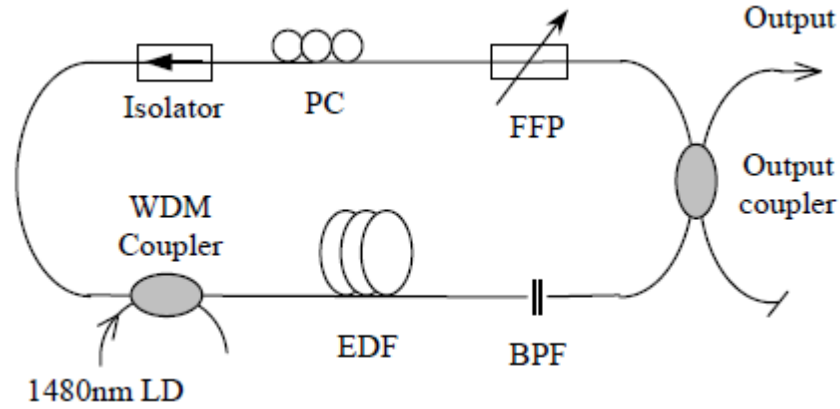 Output
Isolator
PC
FFP
Output
coupler
WDM
Coupler
EDF
BPF
1480nm LD